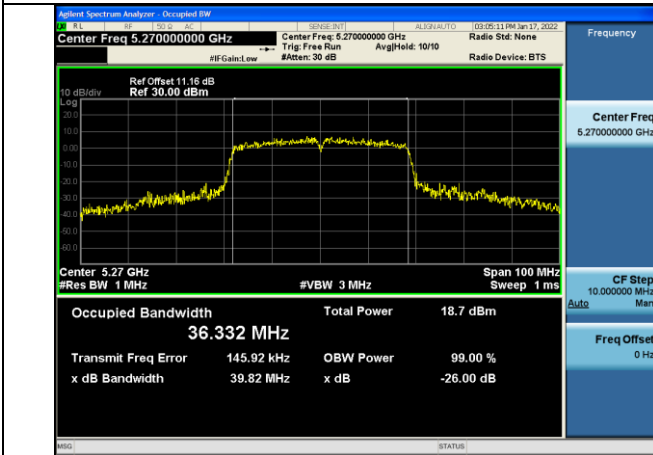 Agilent Spectrum Analyzer - Occupied BW
RL RF 50 Ω AC SENSE:INT ALIGNAUTO 03:05:11 PM Jan 17, 2022
Center Freq 5.270000000 GHz
Center Freq: 5.270000000 GHz
Radio Std: None
Trig: Free Run Avg|Hold: 10/10
#IFGain:Low #Atten: 30 dB Radio Device: BTS
Frequency
Ref Offset 11.16 dB
10 dB/div Ref 30.00 dBm
Log
20.0
10.0
0.00
-10.0
-20.0
-30.0
-40.0
-50.0
-60.0
Center Freq
5.270000000 GHz
Center 5.27 GHz Span 100 MHz
#Res BW 1 MHz #VBW 3 MHz Sweep 1 ms
CF Step
10.000000 MHz
Auto Man
Freq Offset
0 Hz
Occupied Bandwidth Total Power 18.7 dBm
36.332 MHz
Transmit Freq Error 145.92 kHz OBW Power 99.00 %
x dB Bandwidth 39.82 MHz x dB -26.00 dB
MSG STATUS